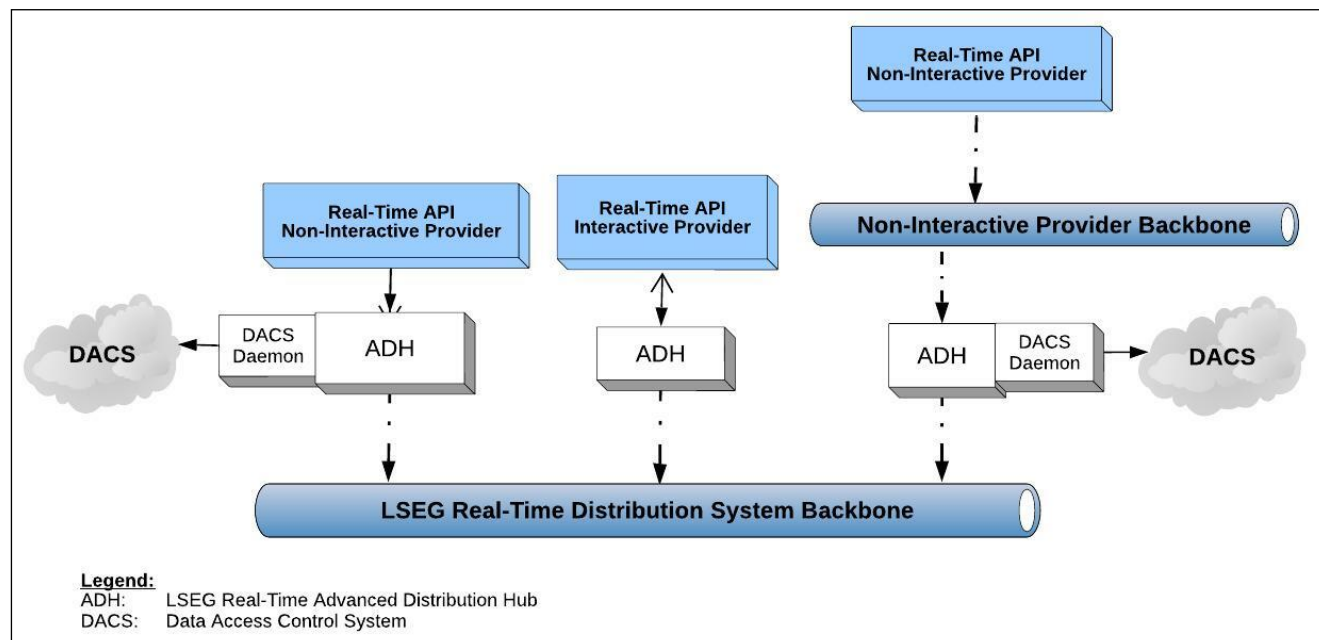 Real-Time API
Non-Interactive Provider
Real-Time API
Non-Interactive Provider
Real-Time API
Interactive Provider
Non-Interactive Provider Backbone
DACS
DACS
Daemon
ADH
ADH
ADH
DACS
Daemon
DACS
LSEG Real-Time Distribution System Backbone
Legend:
ADH: LSEG Real-Time Advanced Distribution Hub
DACS: Data Access Control System